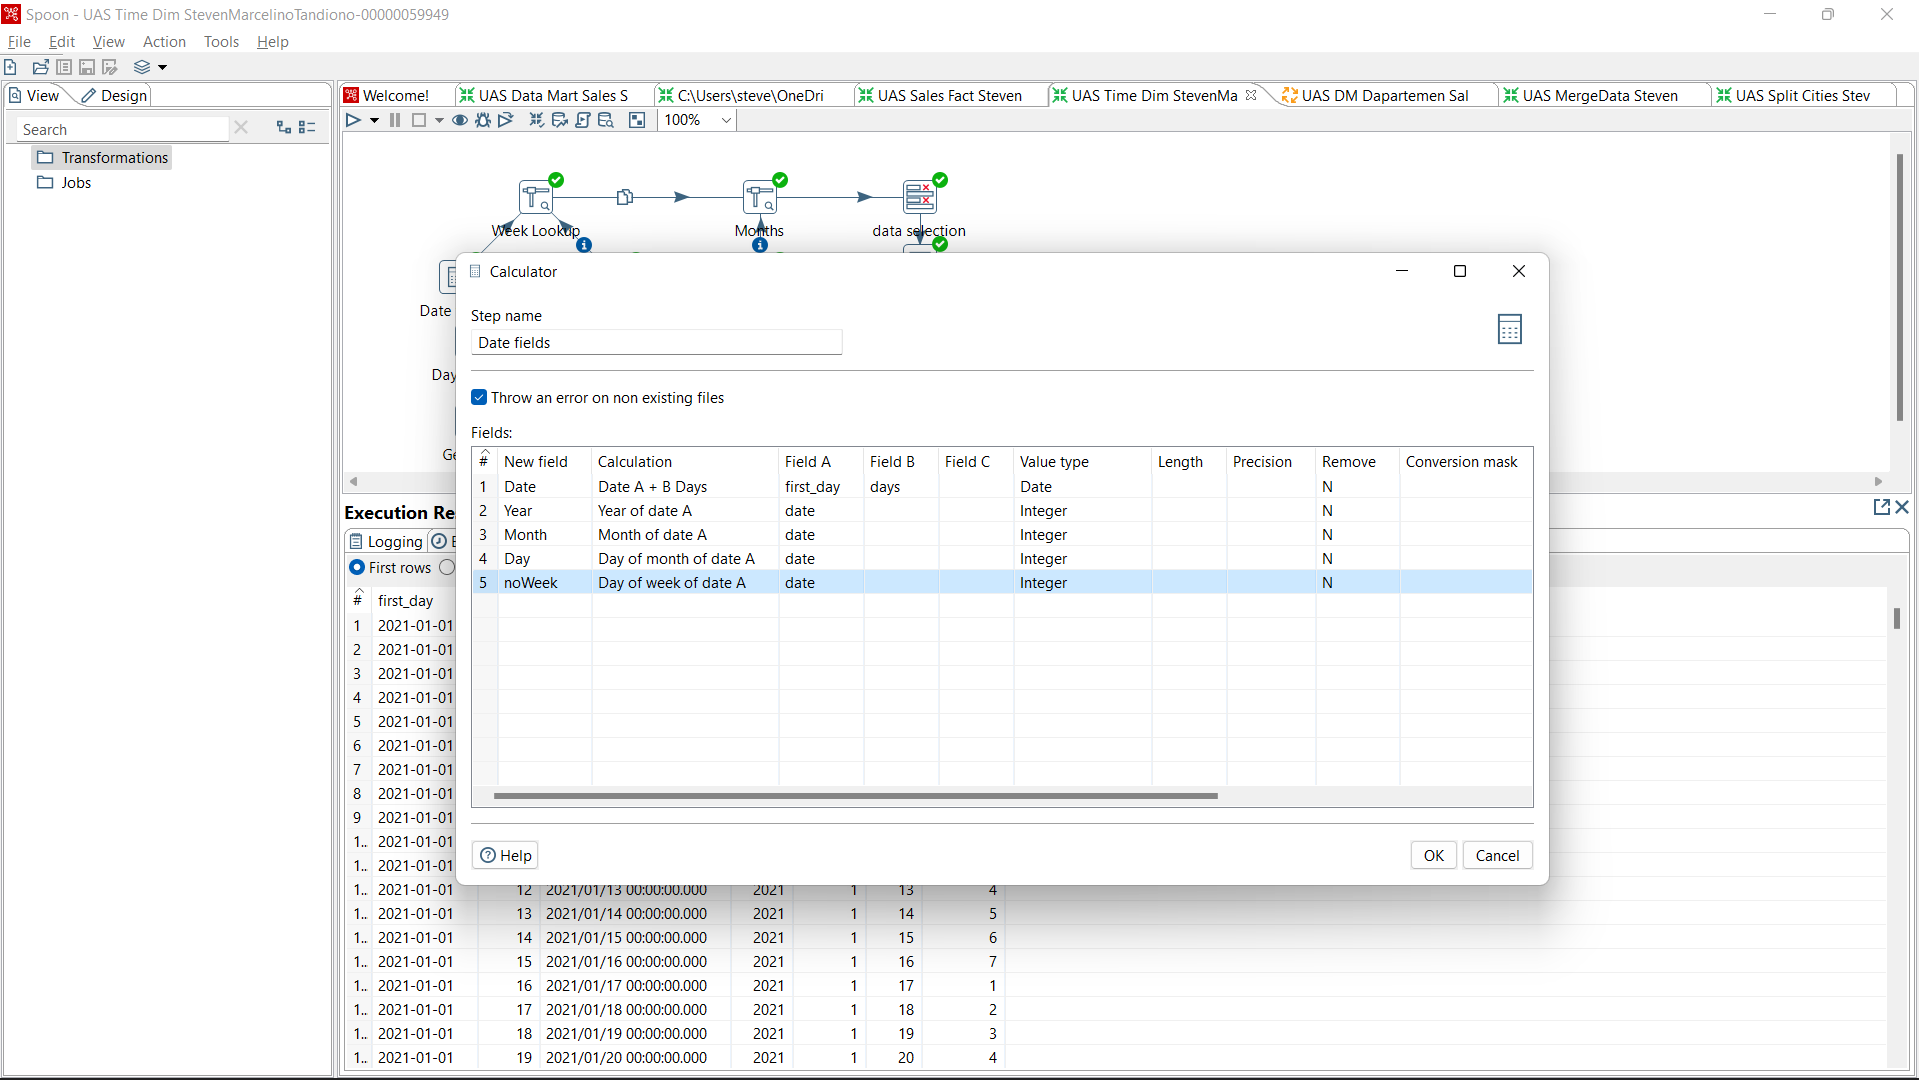 Spoon - UAS Time Dim StevenMarcelinoTandiono-00000059949
File Edit View Action Tools Help
View Design
Welcome! UAS Data Mart Sales S C:\Users\steve\OneDri UAS Sales Fact Steven UAS Time Dim StevenMa UAS DM Dapartemen Sal UAS MergeData Steven UAS Split Cities Stev
Search
100%
Transformations
Jobs
Week Lookup Months data selection
Date
Day
Ge
Calculator
Step name
Date fields
Throw an error on non existing files
Fields:
# New field Calculation Field A Field B Field C Value type Length Precision Remove Conversion mask
1 Date Date A + B Days first_day days Date N
2 Year Year of date A date Integer N
3 Month Month of date A date Integer N
4 Day Day of month of date A date Integer N
5 noWeek Day of week of date A date Integer N
Help OK Cancel
Execution Re
Logging E
First rows
# first_day
1 2021-01-01
2 2021-01-01
3 2021-01-01
4 2021-01-01
5 2021-01-01
6 2021-01-01
7 2021-01-01
8 2021-01-01
9 2021-01-01
1.. 2021-01-01
1.. 2021-01-01
1.. 2021-01-01 12 2021/01/13 00:00:00.000 2021 1 13 4
1.. 2021-01-01 13 2021/01/14 00:00:00.000 2021 1 14 5
1.. 2021-01-01 14 2021/01/15 00:00:00.000 2021 1 15 6
1.. 2021-01-01 15 2021/01/16 00:00:00.000 2021 1 16 7
1.. 2021-01-01 16 2021/01/17 00:00:00.000 2021 1 17 1
1.. 2021-01-01 17 2021/01/18 00:00:00.000 2021 1 18 2
1.. 2021-01-01 18 2021/01/19 00:00:00.000 2021 1 19 3
1.. 2021-01-01 19 2021/01/20 00:00:00.000 2021 1 20 4